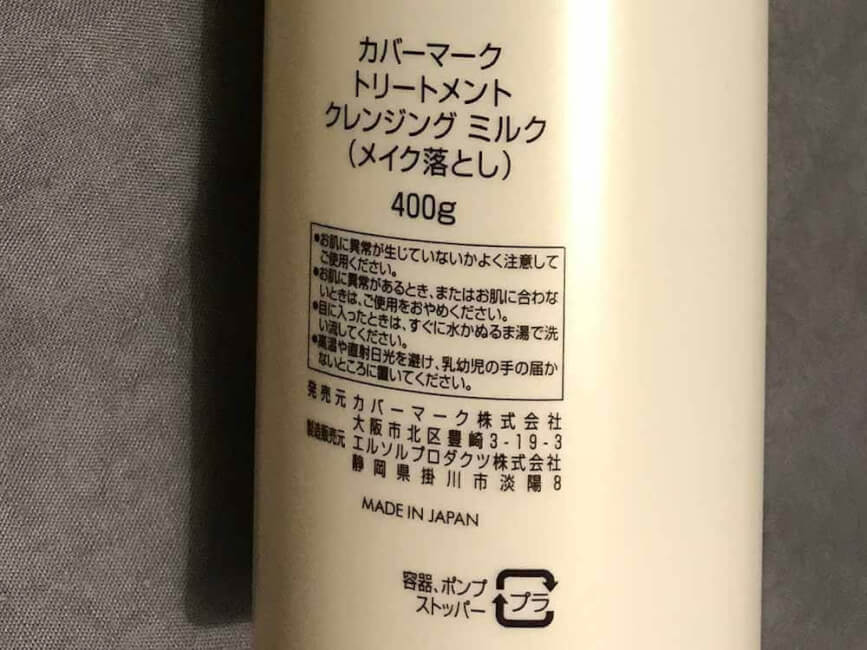 カバーマーク
トリートメント
クレンジング ミルク
（メイク落とし）
400g
●お肌に異常が生じていないかよく注意して
ご使用ください。
●お肌に異常があるとき、またはお肌に合わな
いときは、ご使用をおやめください。
●目に入ったときは、すぐに水かぬるま湯で洗
い流してください。
●高温や直射日光を避け、乳幼児の手の届か
ないところに置いてください。
発売元 カバーマーク株式会社
大阪市北区豊崎3-19-3
製造販売元 エルソルプロダクツ株式会社
静岡県掛川市淡陽8
MADE IN JAPAN
容器、ポンプ
ストッパー
プラ